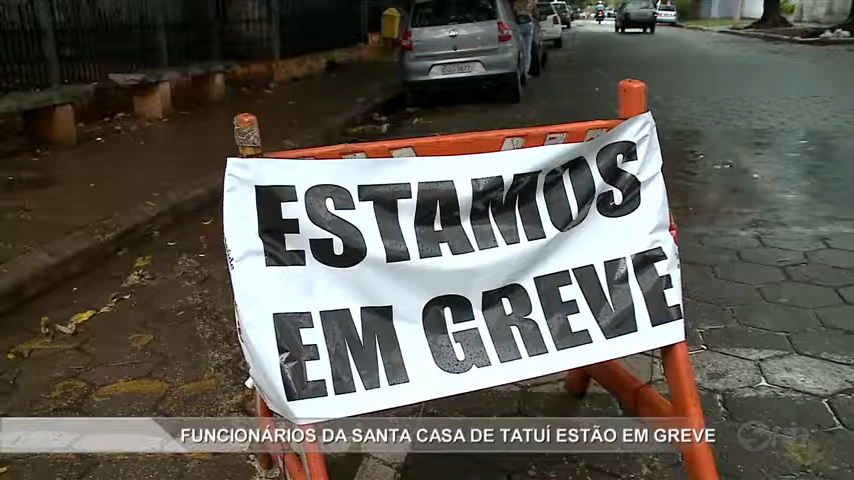 ESTAMOS
EM GREVE
FUNCIONÁRIOS DA SANTA CASA DE TATUÍ ESTÃO EM GREVE